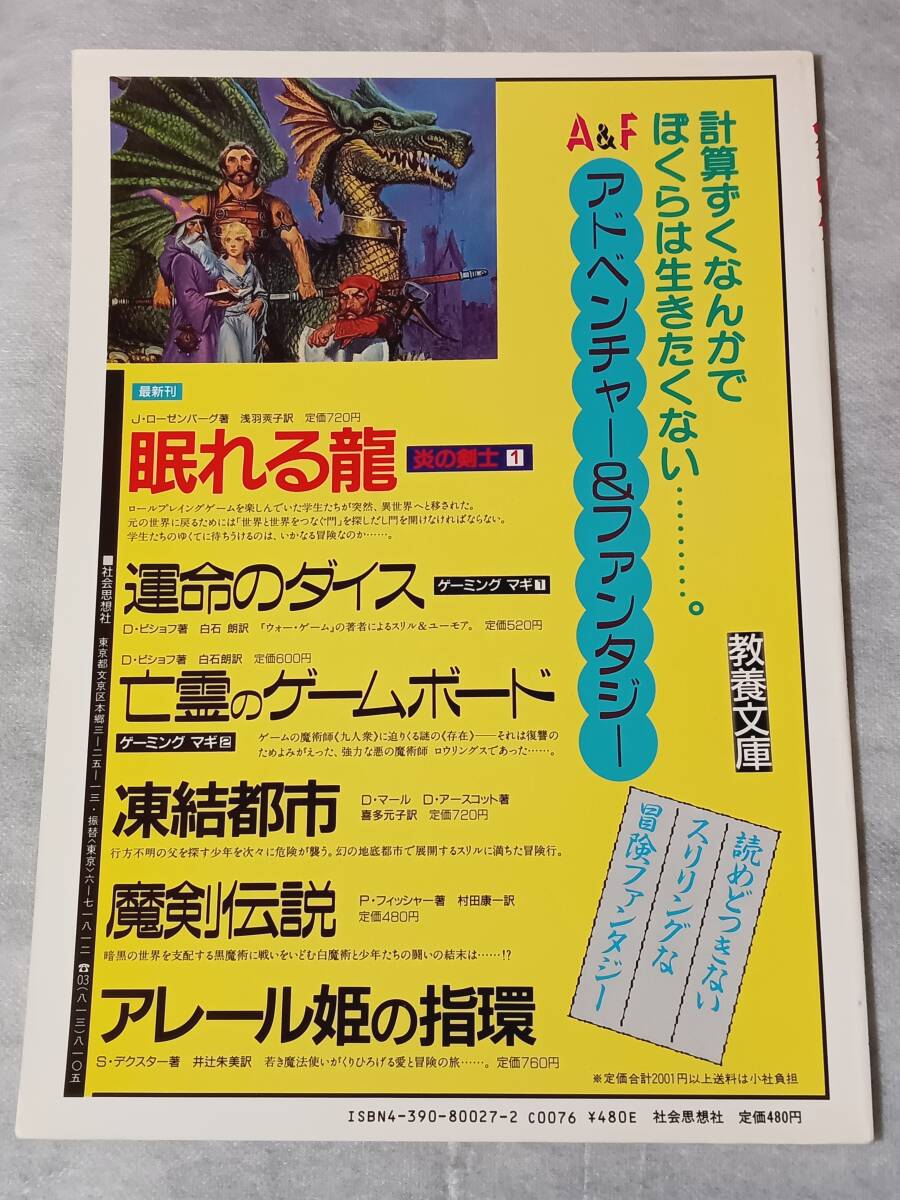 計算ずくなんかで
ぼくらは生きたくない…………。
A&F
アドベンチャー&ファンタジー
教養文庫
最新刊
J・ローゼンバーグ著 浅羽莢子訳 定価720円
眠れる龍 炎の剣士1
ロールプレイングゲームを楽しんでいた学生たちが突然、異世界へと移された。
元の世界に戻るためには「世界と世界をつなぐ門」を探しだし門を開けなければならない。
学生たちのゆくてに待ちうけるのは、いかなる冒険なのか……。
運命のダイス ゲーミング マギ1
D・ビショフ著 白石 朗訳 『ウォー・ゲーム』の著者によるスリル&ユーモア。 定価520円
D・ビショフ著 白石朗訳 定価600円
亡霊のゲームボード
ゲーミング マギ2
ゲームの魔術師《九人衆》に迫りくる謎の《存在》――それは復讐の
ためよみがえった、強力な悪の魔術師 ロウリングスであった……。
凍結都市
D・マール D・アースコット著
喜多元子訳 定価720円
行方不明の父を探す少年を次々に危険が襲う。幻の地底都市で展開するスリルに満ちた冒険行。
魔剣伝説
P・フィッシャー著 村田康一訳
定価480円
暗黒の世界を支配する黒魔術に戦いをいどむ白魔術と少年たちの闘いの結末は……!?
アレール姫の指環
S・デクスター著 井辻朱美訳 若き魔法使いがくりひろげる愛と冒険の旅……。定価760円
読めどつきない
スリリングな
冒険ファンタジー
※定価合計2001円以上送料は小社負担
■社会思想社 東京都文京区本郷三―二五―一三・振替〈東京〉六―七一八一二 ☎03(八一三)八一〇五
ISBN4-390-80027-2 C0076 ¥480E 社会思想社 定価480円